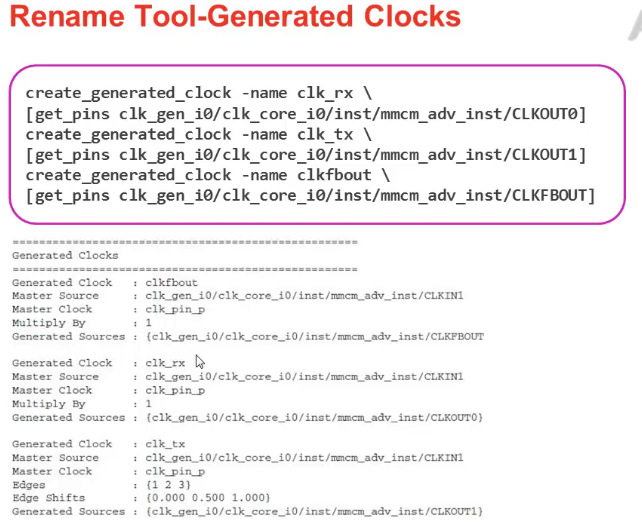 Rename Tool-Generated Clocks
create_generated_clock -name clk_rx \
[get_pins clk_gen_i0/clk_core_i0/inst/mmcm_adv_inst/CLKOUT0]
create_generated_clock -name clk_tx \
[get_pins clk_gen_i0/clk_core_i0/inst/mmcm_adv_inst/CLKOUT1]
create_generated_clock -name clkfbout \
[get_pins clk_gen_i0/clk_core_i0/inst/mmcm_adv_inst/CLKFBOUT]
====================================================
Generated Clocks
====================================================
Generated Clock : clkfbout
Master Source : clk_gen_i0/clk_core_i0/inst/mmcm_adv_inst/CLKIN1
Master Clock : clk_pin_p
Multiply By : 1
Generated Sources : {clk_gen_i0/clk_core_i0/inst/mmcm_adv_inst/CLKFBOUT
Generated Clock : clk_rx
Master Source : clk_gen_i0/clk_core_i0/inst/mmcm_adv_inst/CLKIN1
Master Clock : clk_pin_p
Multiply By : 1
Generated Sources : {clk_gen_i0/clk_core_i0/inst/mmcm_adv_inst/CLKOUT0}
Generated Clock : clk_tx
Master Source : clk_gen_i0/clk_core_i0/inst/mmcm_adv_inst/CLKIN1
Master Clock : clk_pin_p
Edges : {1 2 3}
Edge Shifts : {0.000 0.500 1.000}
Generated Sources : {clk_gen_i0/clk_core_i0/inst/mmcm_adv_inst/CLKOUT1}